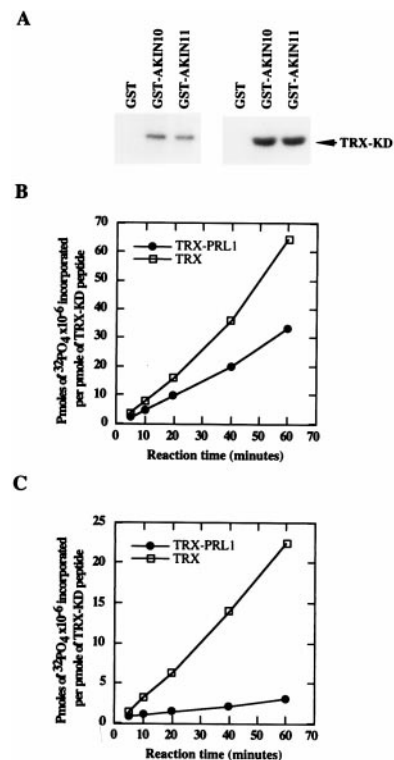 A
GST
GST-AKIN10
GST-AKIN11
GST
GST-AKIN10
GST-AKIN11
TRX-KD
B
Pmoles of ³²PO₄ x10⁻⁶ incorporated
per pmole of TRX-KD peptide
70
60
50
40
30
20
10
0
TRX-PRL1
TRX
0 10 20 30 40 50 60 70
Reaction time (minutes)
C
Pmoles of ³²PO₄ x10⁻⁶ incorporated
per pmole of TRX-KD peptide
25
20
15
10
5
0
TRX-PRL1
TRX
0 10 20 30 40 50 60 70
Reaction time (minutes)